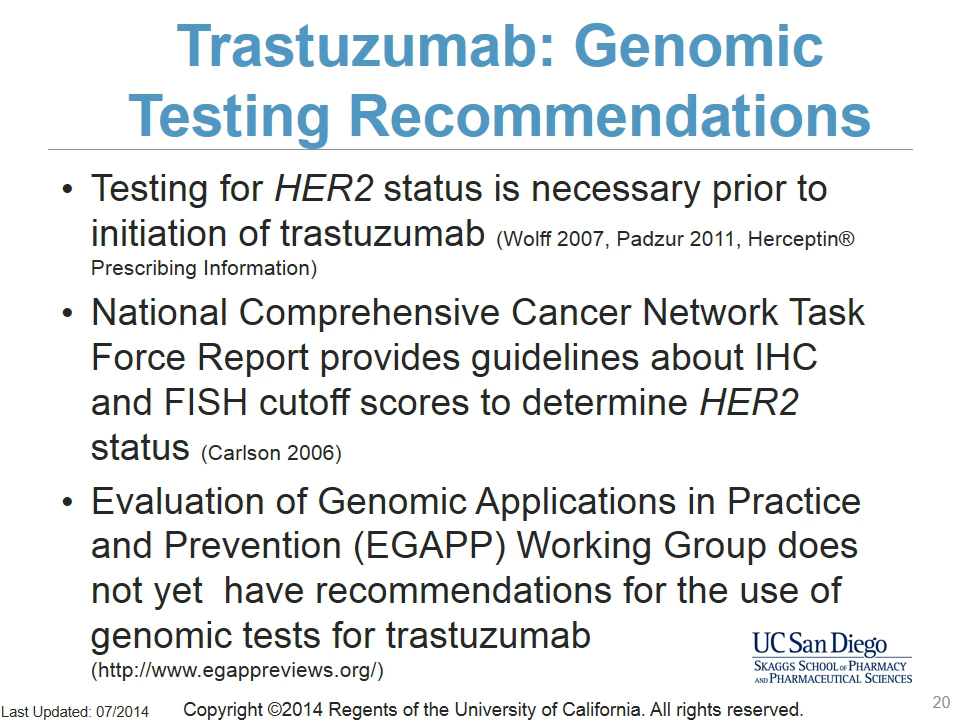 Trastuzumab: Genomic
Testing Recommendations
• Testing for HER2 status is necessary prior to
initiation of trastuzumab (Wolff 2007, Padzur 2011, Herceptin®
Prescribing Information)
• National Comprehensive Cancer Network Task
Force Report provides guidelines about IHC
and FISH cutoff scores to determine HER2
status (Carlson 2006)
• Evaluation of Genomic Applications in Practice
and Prevention (EGAPP) Working Group does
not yet  have recommendations for the use of
genomic tests for trastuzumab
(http://www.egappreviews.org/)
UC San Diego
SKAGGS SCHOOL OF PHARMACY
AND PHARMACEUTICAL SCIENCES
Last Updated: 07/2014
Copyright ©2014 Regents of the University of California. All rights reserved.
20